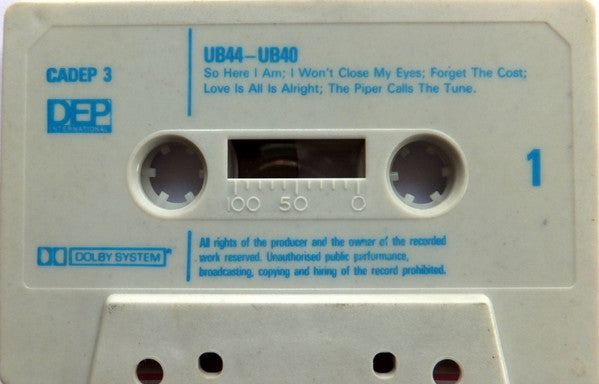 UB44–UB40
CADEP 3
So Here I Am; I Won't Close My Eyes; Forget The Cost;
Love Is All Is Alright; The Piper Calls The Tune.
DEP
INTERNATIONAL
1
100 50 0
DOLBY SYSTEM
All rights of the producer and the owner of the recorded
work reserved. Unauthorised public performance,
broadcasting, copying and hiring of the record prohibited.